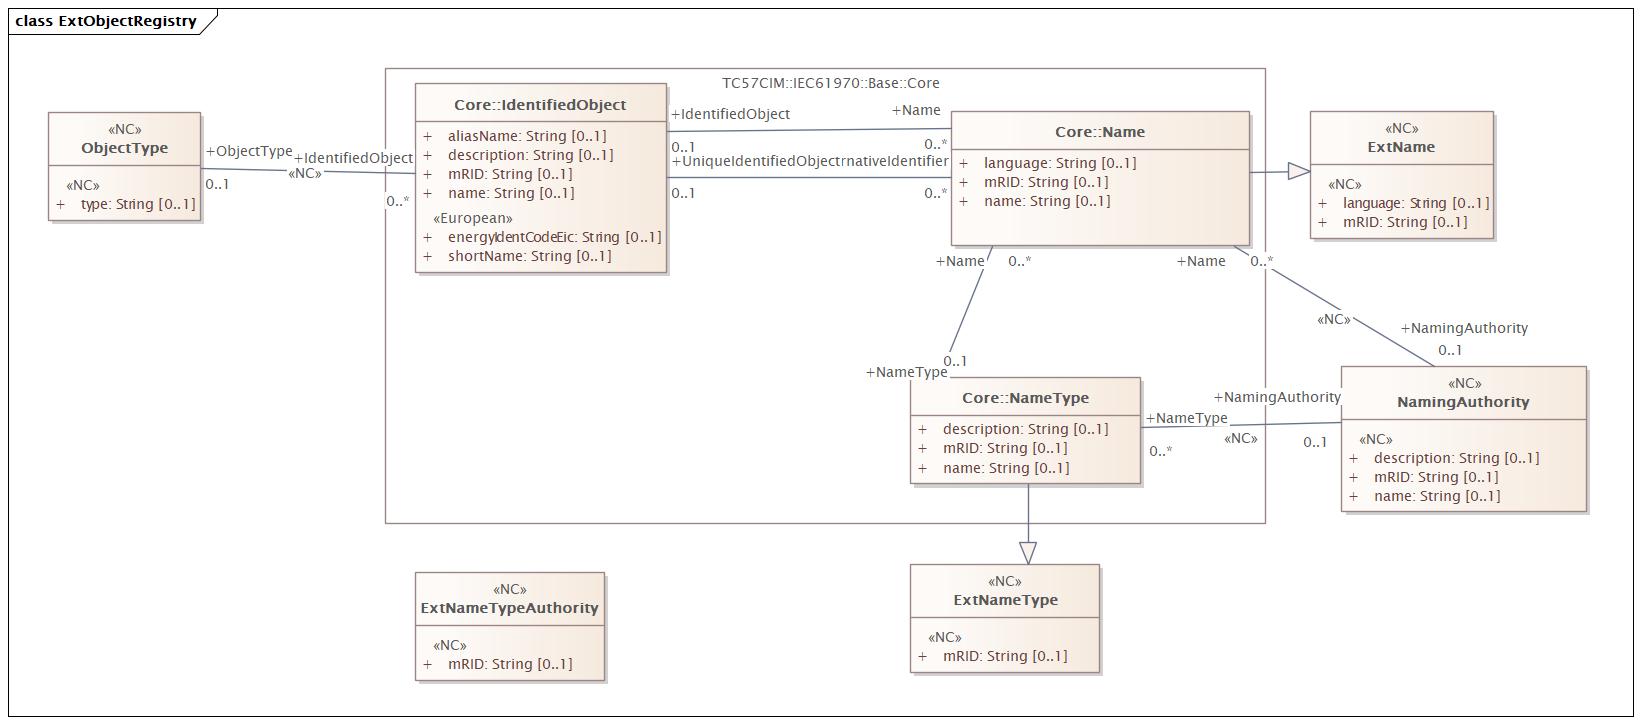 class ExtObjectRegistry
TC57CIM::IEC61970::Base::Core
«NC»
ObjectType
«NC»
+ type: String [0..1]
+ObjectType
0..1
+IdentifiedObject
«NC»
0..*
Core::IdentifiedObject
+ aliasName: String [0..1]
+ description: String [0..1]
+ mRID: String [0..1]
+ name: String [0..1]
«European»
+ energyIdentCodeEic: String [0..1]
+ shortName: String [0..1]
+IdentifiedObject
+Name
0..1
0..*
+UniqueIdentifiedObjectrnativeIdentifier
0..1
0..*
Core::Name
+ language: String [0..1]
+ mRID: String [0..1]
+ name: String [0..1]
«NC»
ExtName
«NC»
+ language: String [0..1]
+ mRID: String [0..1]
+Name
0..*
+Name
0..*
«NC»
+NamingAuthority
0..1
0..1
+NameType
Core::NameType
+ description: String [0..1]
+ mRID: String [0..1]
+ name: String [0..1]
+NamingAuthority
+NameType
«NC»
0..1
0..*
«NC»
NamingAuthority
«NC»
+ description: String [0..1]
+ mRID: String [0..1]
+ name: String [0..1]
«NC»
ExtNameTypeAuthority
«NC»
+ mRID: String [0..1]
«NC»
ExtNameType
«NC»
+ mRID: String [0..1]